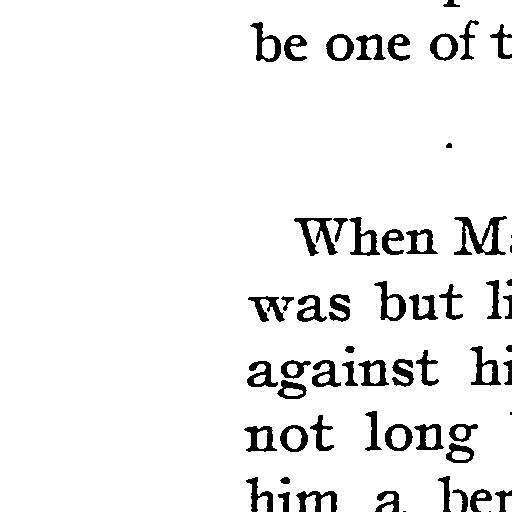 be one of t
When Ma
was but li
against hi
not long
him a ben